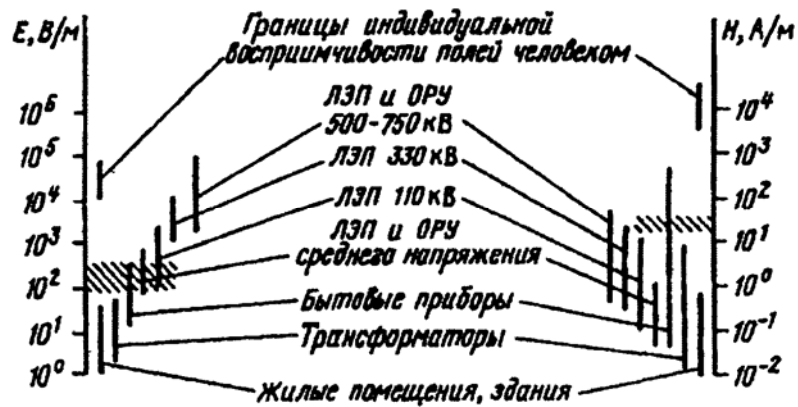 E, В/м
Границы индивидуальной
восприимчивости полей человеком
H, А/м
ЛЭП и ОРУ
500-750 кВ
ЛЭП 330 кВ
ЛЭП 110 кВ
ЛЭП и ОРУ
среднего напряжения
Бытовые приборы
Трансформаторы
Жилые помещения, здания
10⁶
10⁵
10⁴
10³
10²
10¹
10⁰
10⁴
10³
10²
10¹
10⁰
10⁻¹
10⁻²